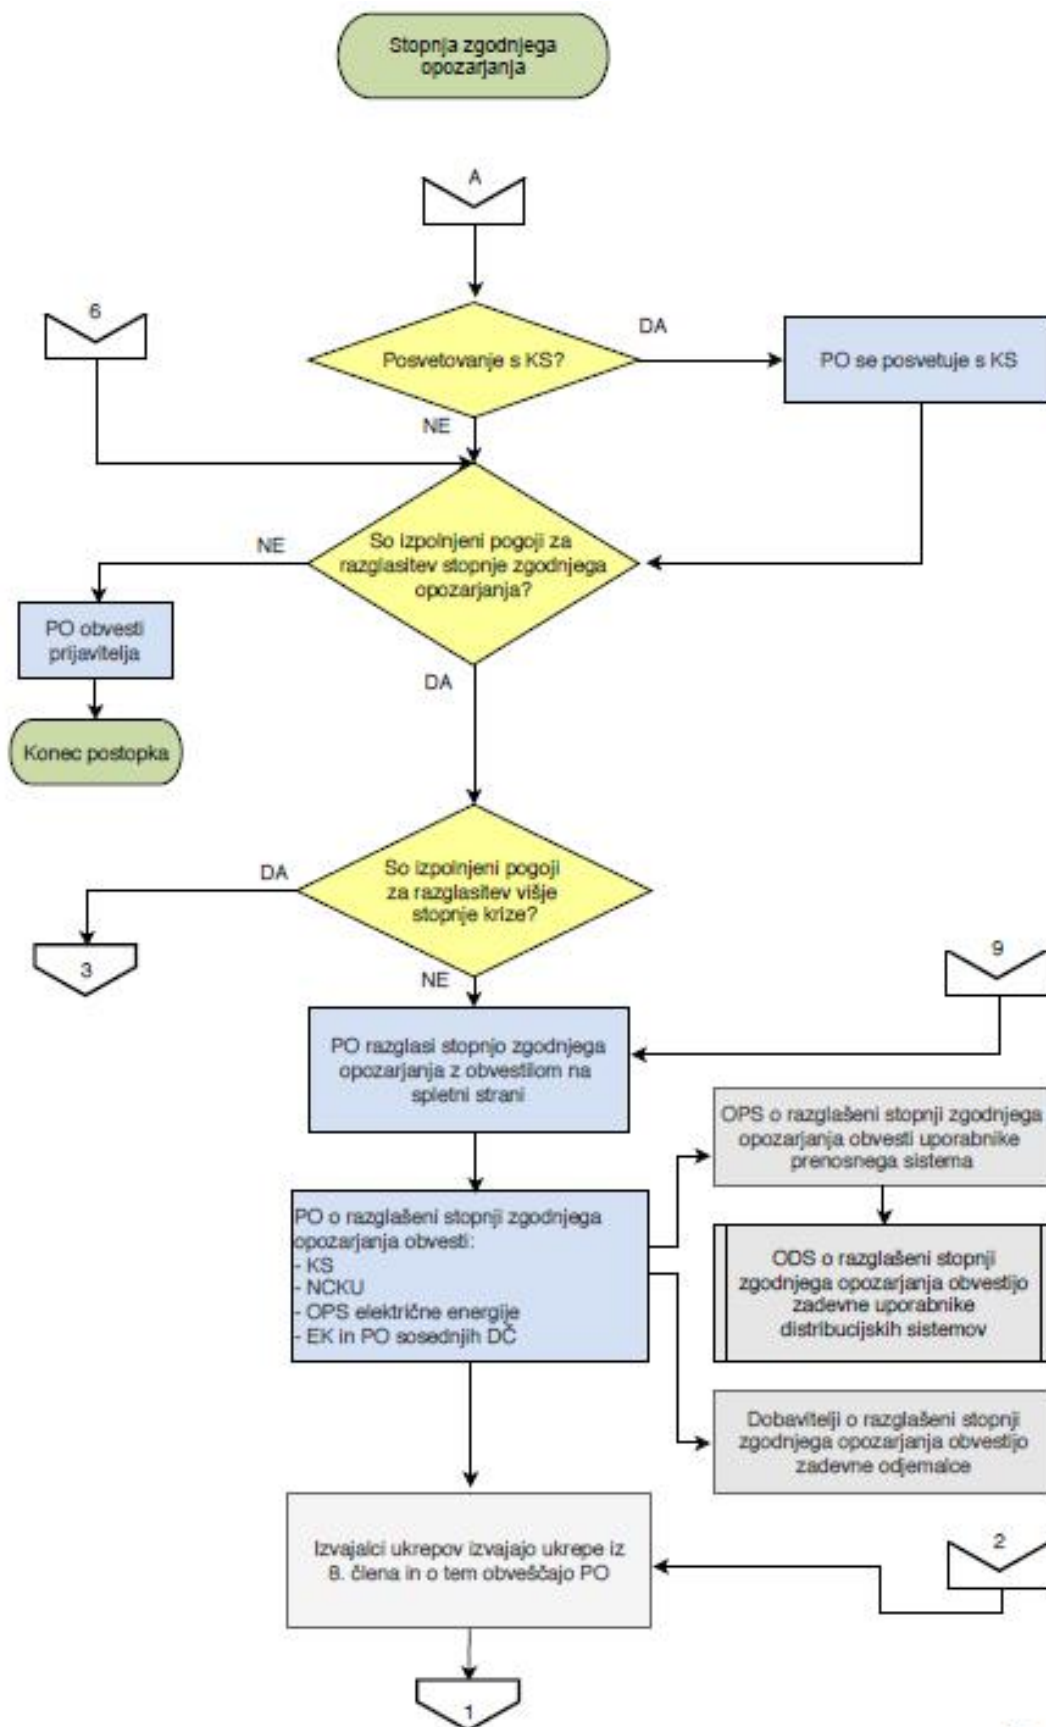 Stopnja zgodnjega
opozarjanja
A
6
Posvetovanje s KS?
DA
PO se posvetuje s KS
NE
So izpolnjeni pogoji za
razglasitev stopnje zgodnjega
opozarjanja?
NE
PO obvesti
prijavitelja
DA
Konec postopka
So izpolnjeni pogoji
za razglasitev višje
stopnje krize?
DA
3
NE
9
PO razglasi stopnjo zgodnjega
opozarjanja z obvestilom na
spletni strani
OPS o razglašeni stopnji zgodnjega
opozarjanja obvesti uporabnike
prenosnega sistema
PO o razglašeni stopnji zgodnjega
opozarjanja obvesti:
- KS
- NCKU
- OPS električne energije
- EK in PO sosednjih DČ
ODS o razglašeni stopnji
zgodnjega opozarjanja obvestijo
zadevne uporabnike
distribucijskih sistemov
Dobavitelji o razglašeni stopnji
zgodnjega opozarjanja obvestijo
zadevne odjemalce
Izvajalci ukrepov izvajajo ukrepe iz
8. člena in o tem obveščajo PO
2
1